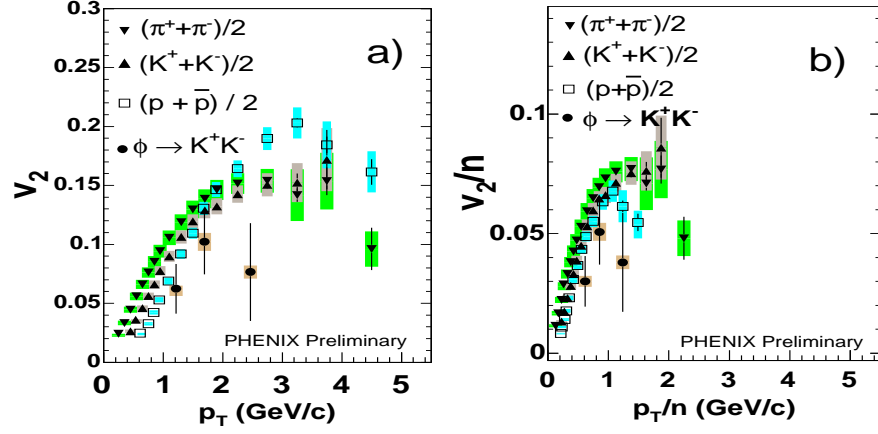 0.3
0.25
0.2
0.15
0.1
0.05
0
V₂
(π⁺+π⁻)/2
(K⁺+K⁻)/2
(p + p̅) / 2
ϕ → K⁺K⁻
a)
PHENIX Preliminary
0 1 2 3 4 5
p_T (GeV/c)
0.1
0.05
0
V₂/n
(π⁺+π⁻)/2
(K⁺+K⁻)/2
(p+p̅)/2
ϕ → K⁺K⁻
b)
PHENIX Preliminary
0 1 2 3 4 5
p_T/n (GeV/c)